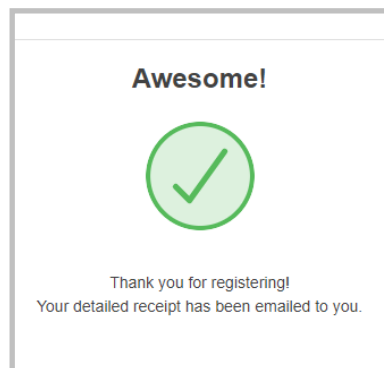 Awesome!
Thank you for registering!
Your detailed receipt has been emailed to you.